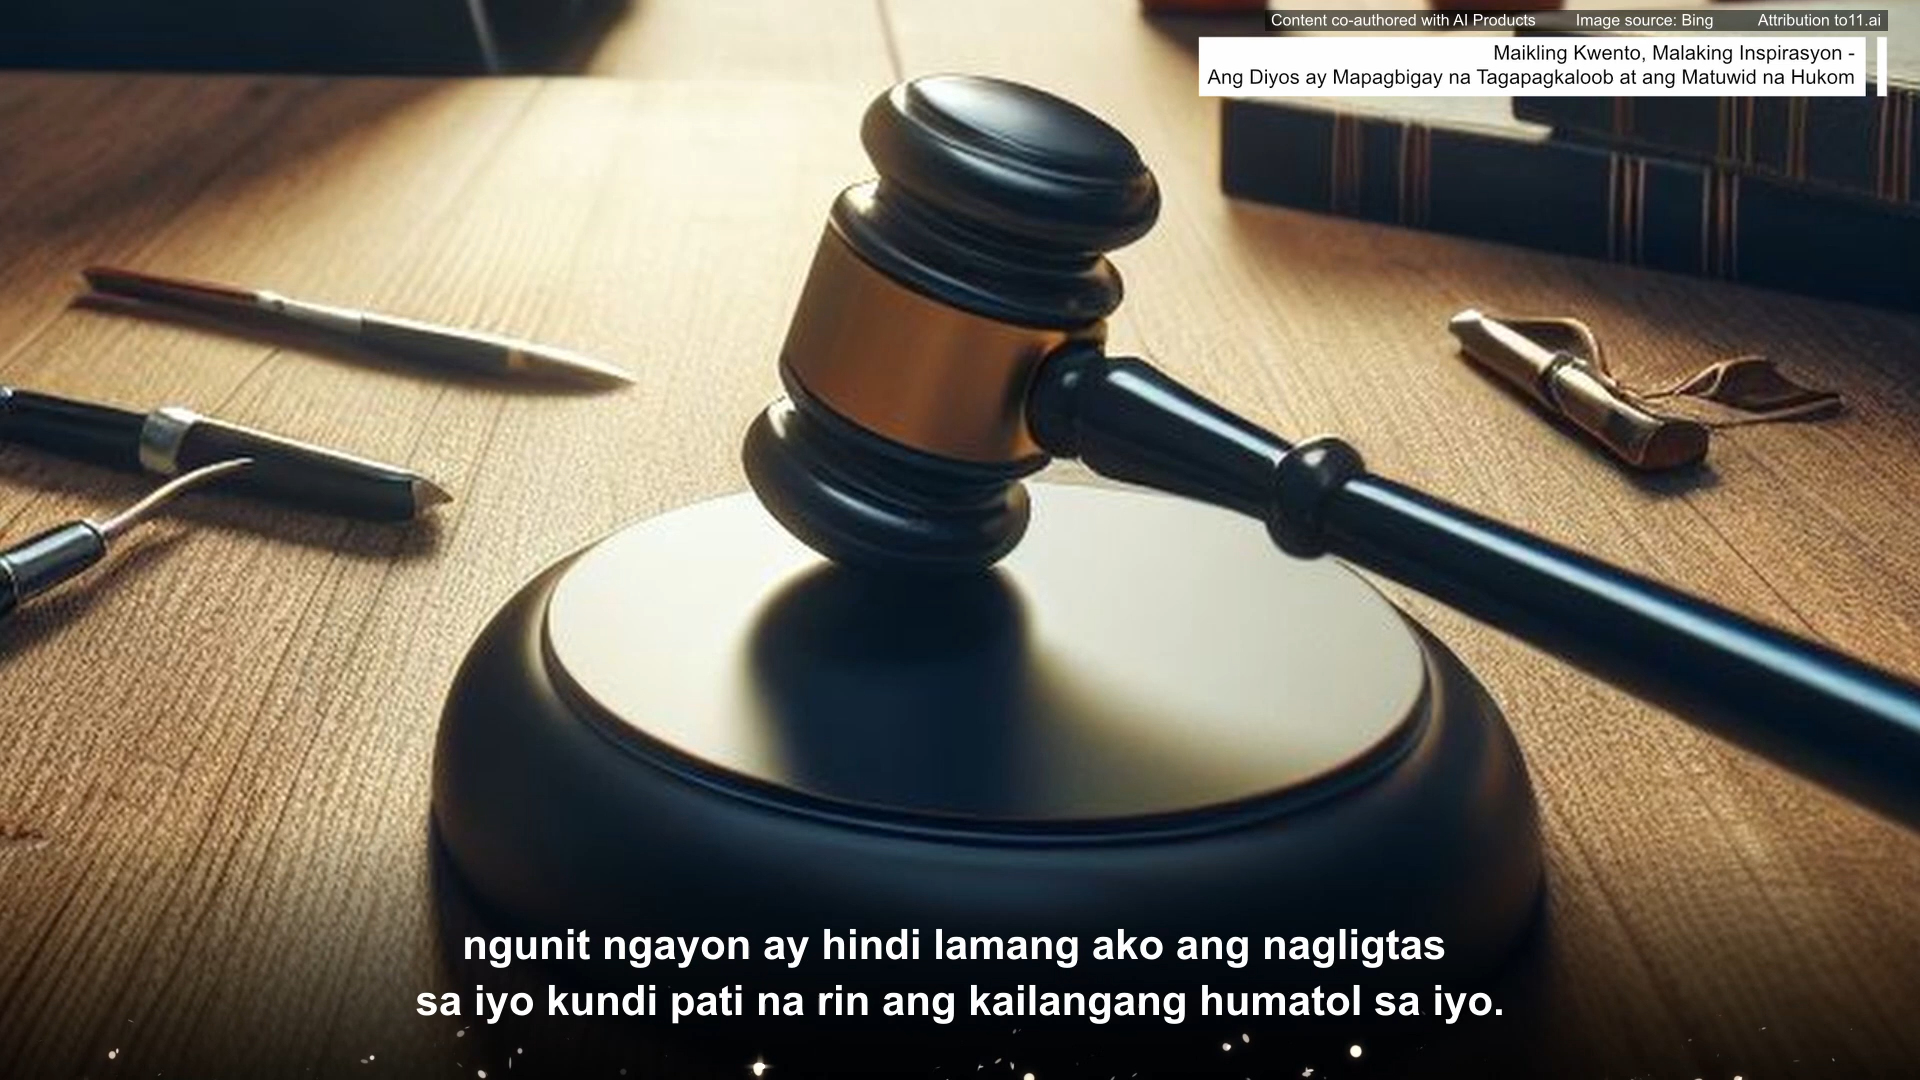 Content co-authored with AI Products Image source: Bing Attribution to11.ai
Maikling Kwento, Malaking Inspirasyon -
Ang Diyos ay Mapagbigay na Tagapagkaloob at ang Matuwid na Hukom
ngunit ngayon ay hindi lamang ako ang nagligtas
sa iyo kundi pati na rin ang kailangang humatol sa iyo.